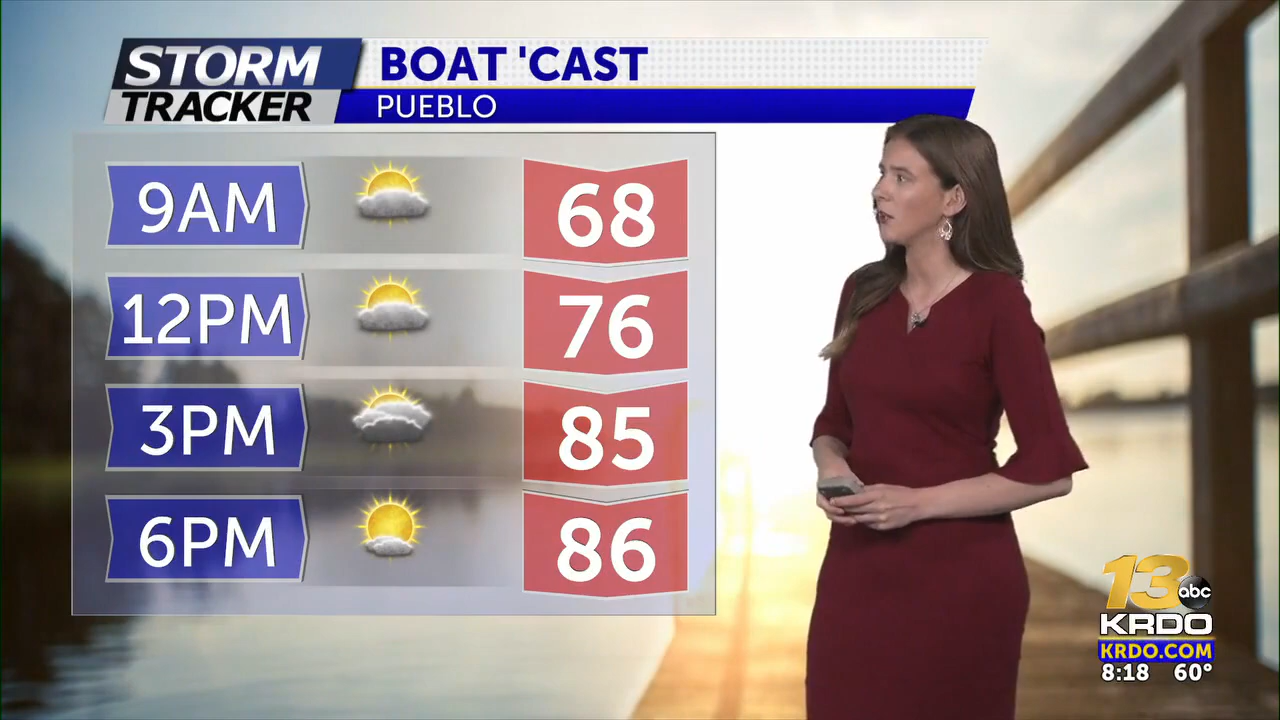 STORM
TRACKER
BOAT 'CAST
PUEBLO
9AM 68
12PM 76
3PM 85
6PM 86
13 abc
KRDO
KRDO.COM
8:18 60°